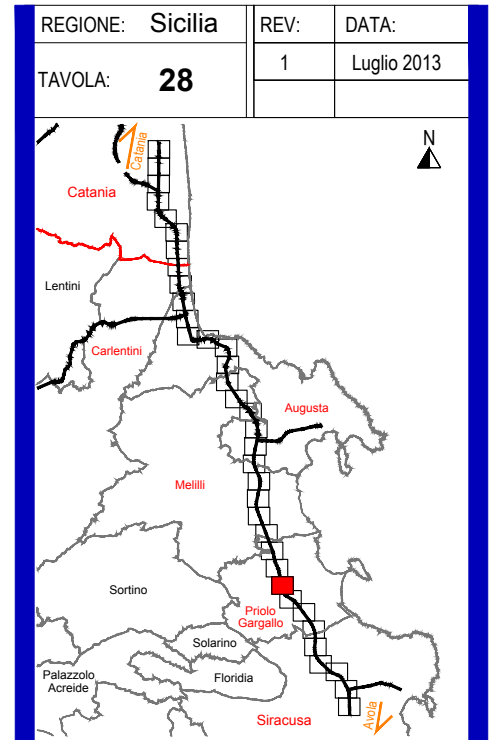 REGIONE: Sicilia REV: DATA:
TAVOLA: 28 1 Luglio 2013
N
Catania
Catania
Lentini
Carlentini
Augusta
Melilli
Sortino
Priolo
Gargallo
Solarino
Palazzolo
Acreide
Floridia
Siracusa
Avola